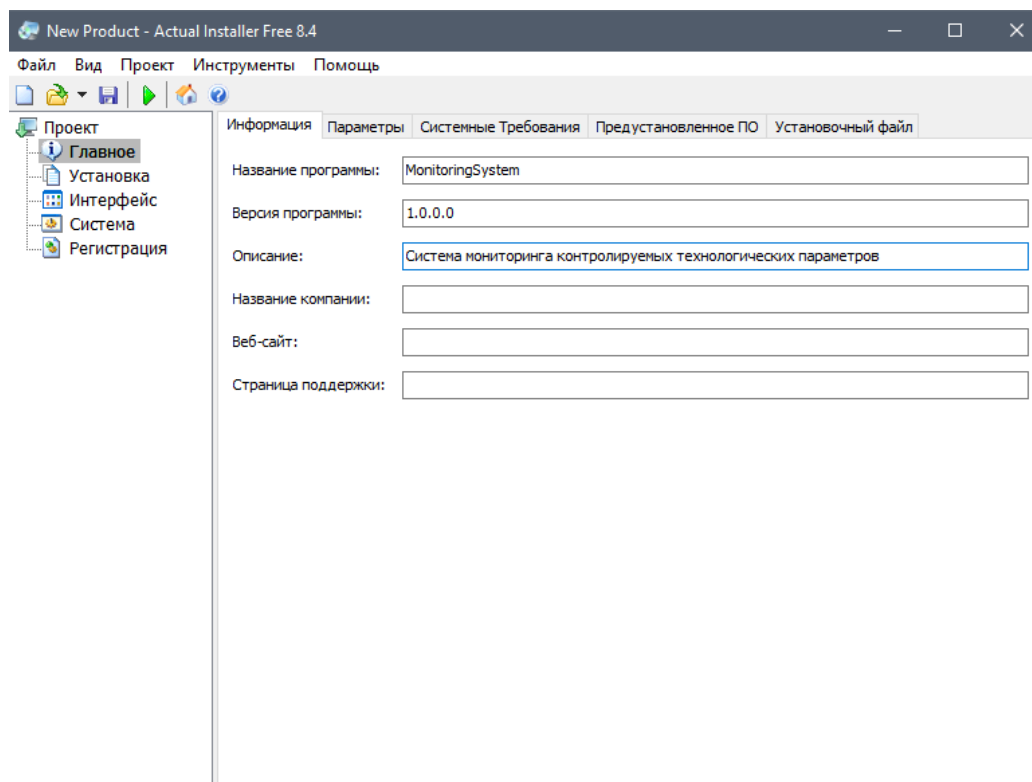 New Product - Actual Installer Free 8.4
Файл Вид Проект Инструменты Помощь
Проект
Главное
Установка
Интерфейс
Система
Регистрация
Информация Параметры Системные Требования Предустановленное ПО Установочный файл
Название программы: MonitoringSystem
Версия программы: 1.0.0.0
Описание: Система мониторинга контролируемых технологических параметров
Название компании:
Веб-сайт:
Страница поддержки: